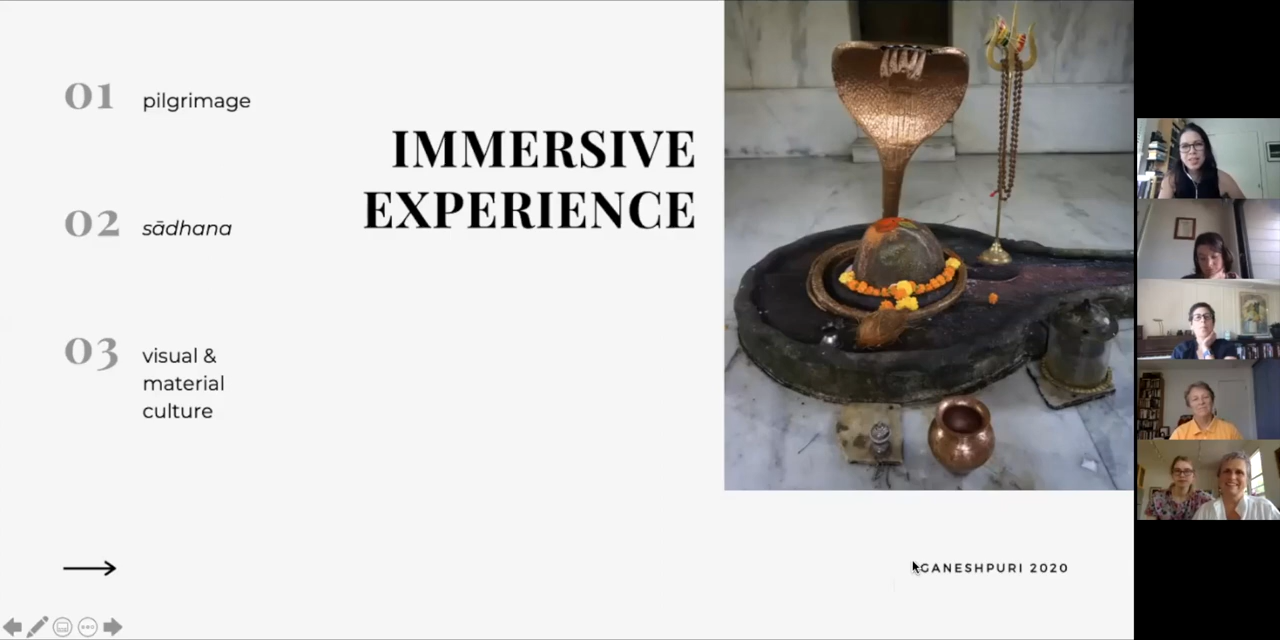 01 pilgrimage
IMMERSIVE
EXPERIENCE
02 sādhana
03 visual &
material
culture
GANESHPURI 2020